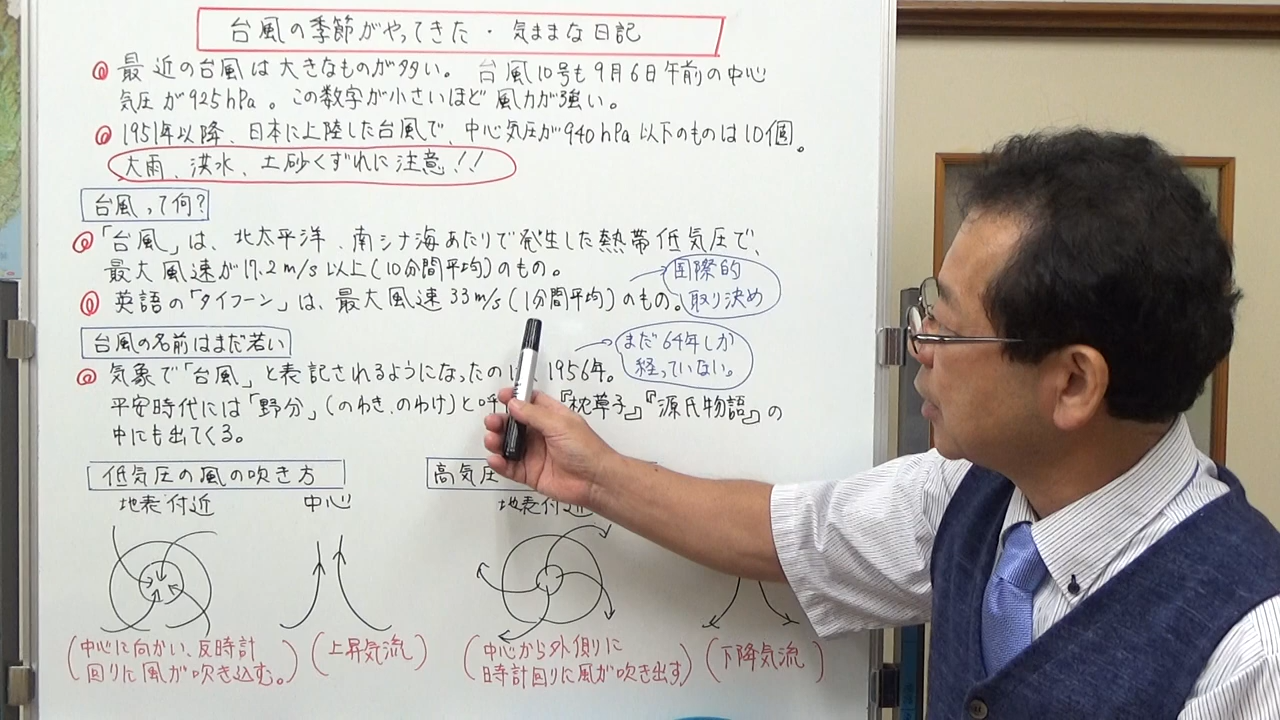 台風の季節がやってきた・気ままな日記
最近の台風は大きなものが多い。台風10号も9月6日午前の中心
気圧が925hPa。この数字が小さいほど風力が強い。
1951年以降、日本に上陸した台風で、中心気圧が940hPa以下のものは10個。
大雨、洪水、土砂くずれに注意!!
台風って何?
「台風」は、北太平洋、南シナ海あたりで発生した熱帯低気圧で、
最大風速が17.2m/s以上(10分間平均)のもの。
国際的
取り決め
英語の「タイフーン」は、最大風速33m/s(1分間平均)のもの。
台風の名前はまだ若い
まだ64年しか
経っていない。
気象で「台風」と表記されるようになったのは、1956年。
平安時代には「野分」(のわき、のわけ)と呼 『枕草子』『源氏物語』の
中にも出てくる。
低気圧の風の吹き方
地表付近 中心
(中心に向かい、反時計
回りに風が吹き込む。)
(上昇気流)
高気圧
地表付近
(中心から外側に
時計回りに風が吹き出す)
(下降気流)